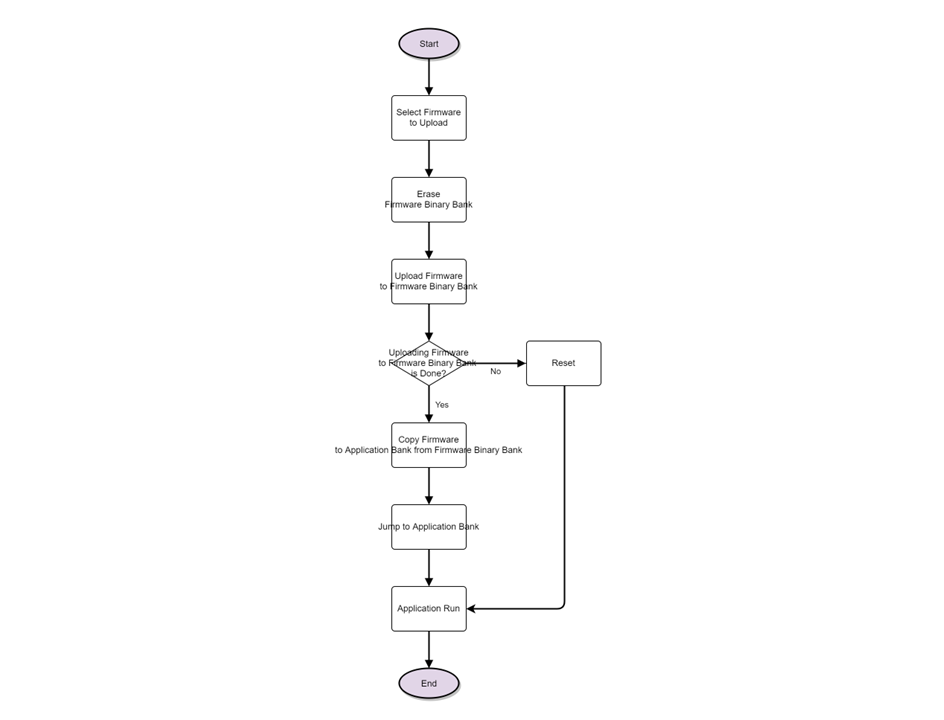 Start
Select Firmware
to Upload
Erase
Firmware Binary Bank
Upload Firmware
to Firmware Binary Bank
Uploading Firmware
to Firmware Binary Bank
is Done?
No
Reset
Yes
Copy Firmware
to Application Bank from Firmware Binary Bank
Jump to Application Bank
Application Run
End